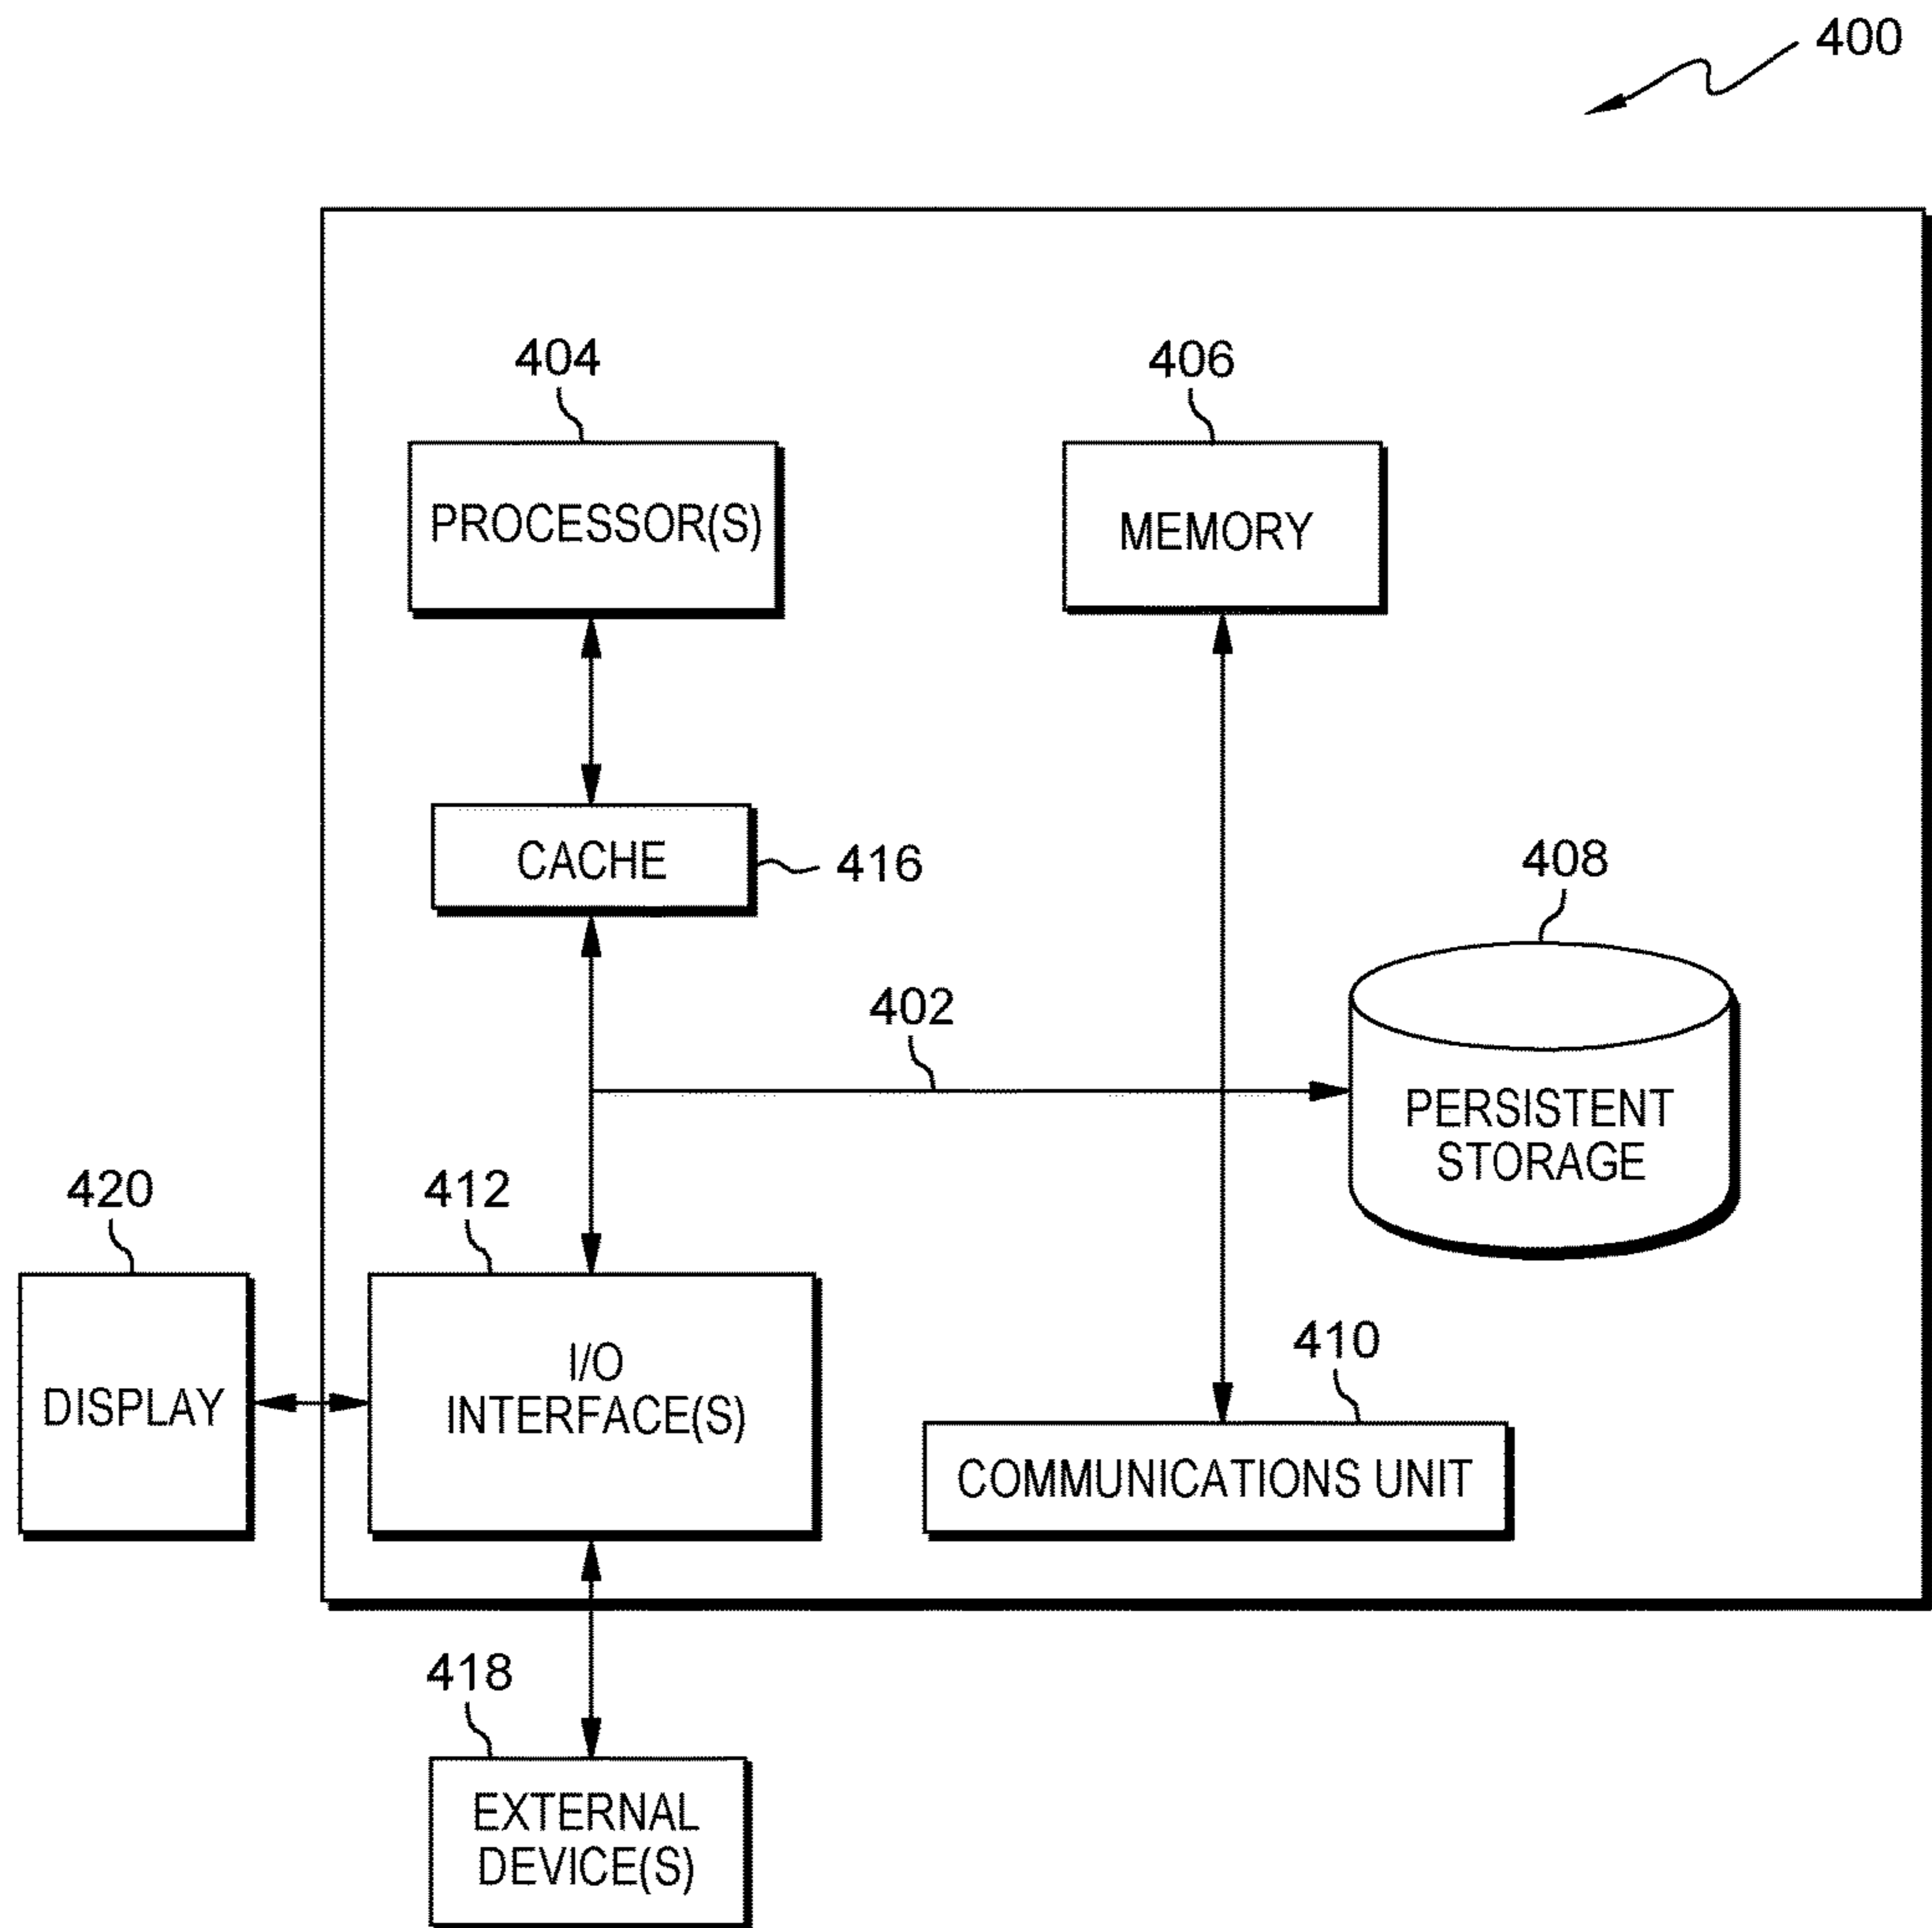 400
404
PROCESSOR(S)
406
MEMORY
CACHE
416
408
402
PERSISTENT
STORAGE
420
DISPLAY
412
I/O
INTERFACE(S)
410
COMMUNICATIONS UNIT
418
EXTERNAL
DEVICE(S)